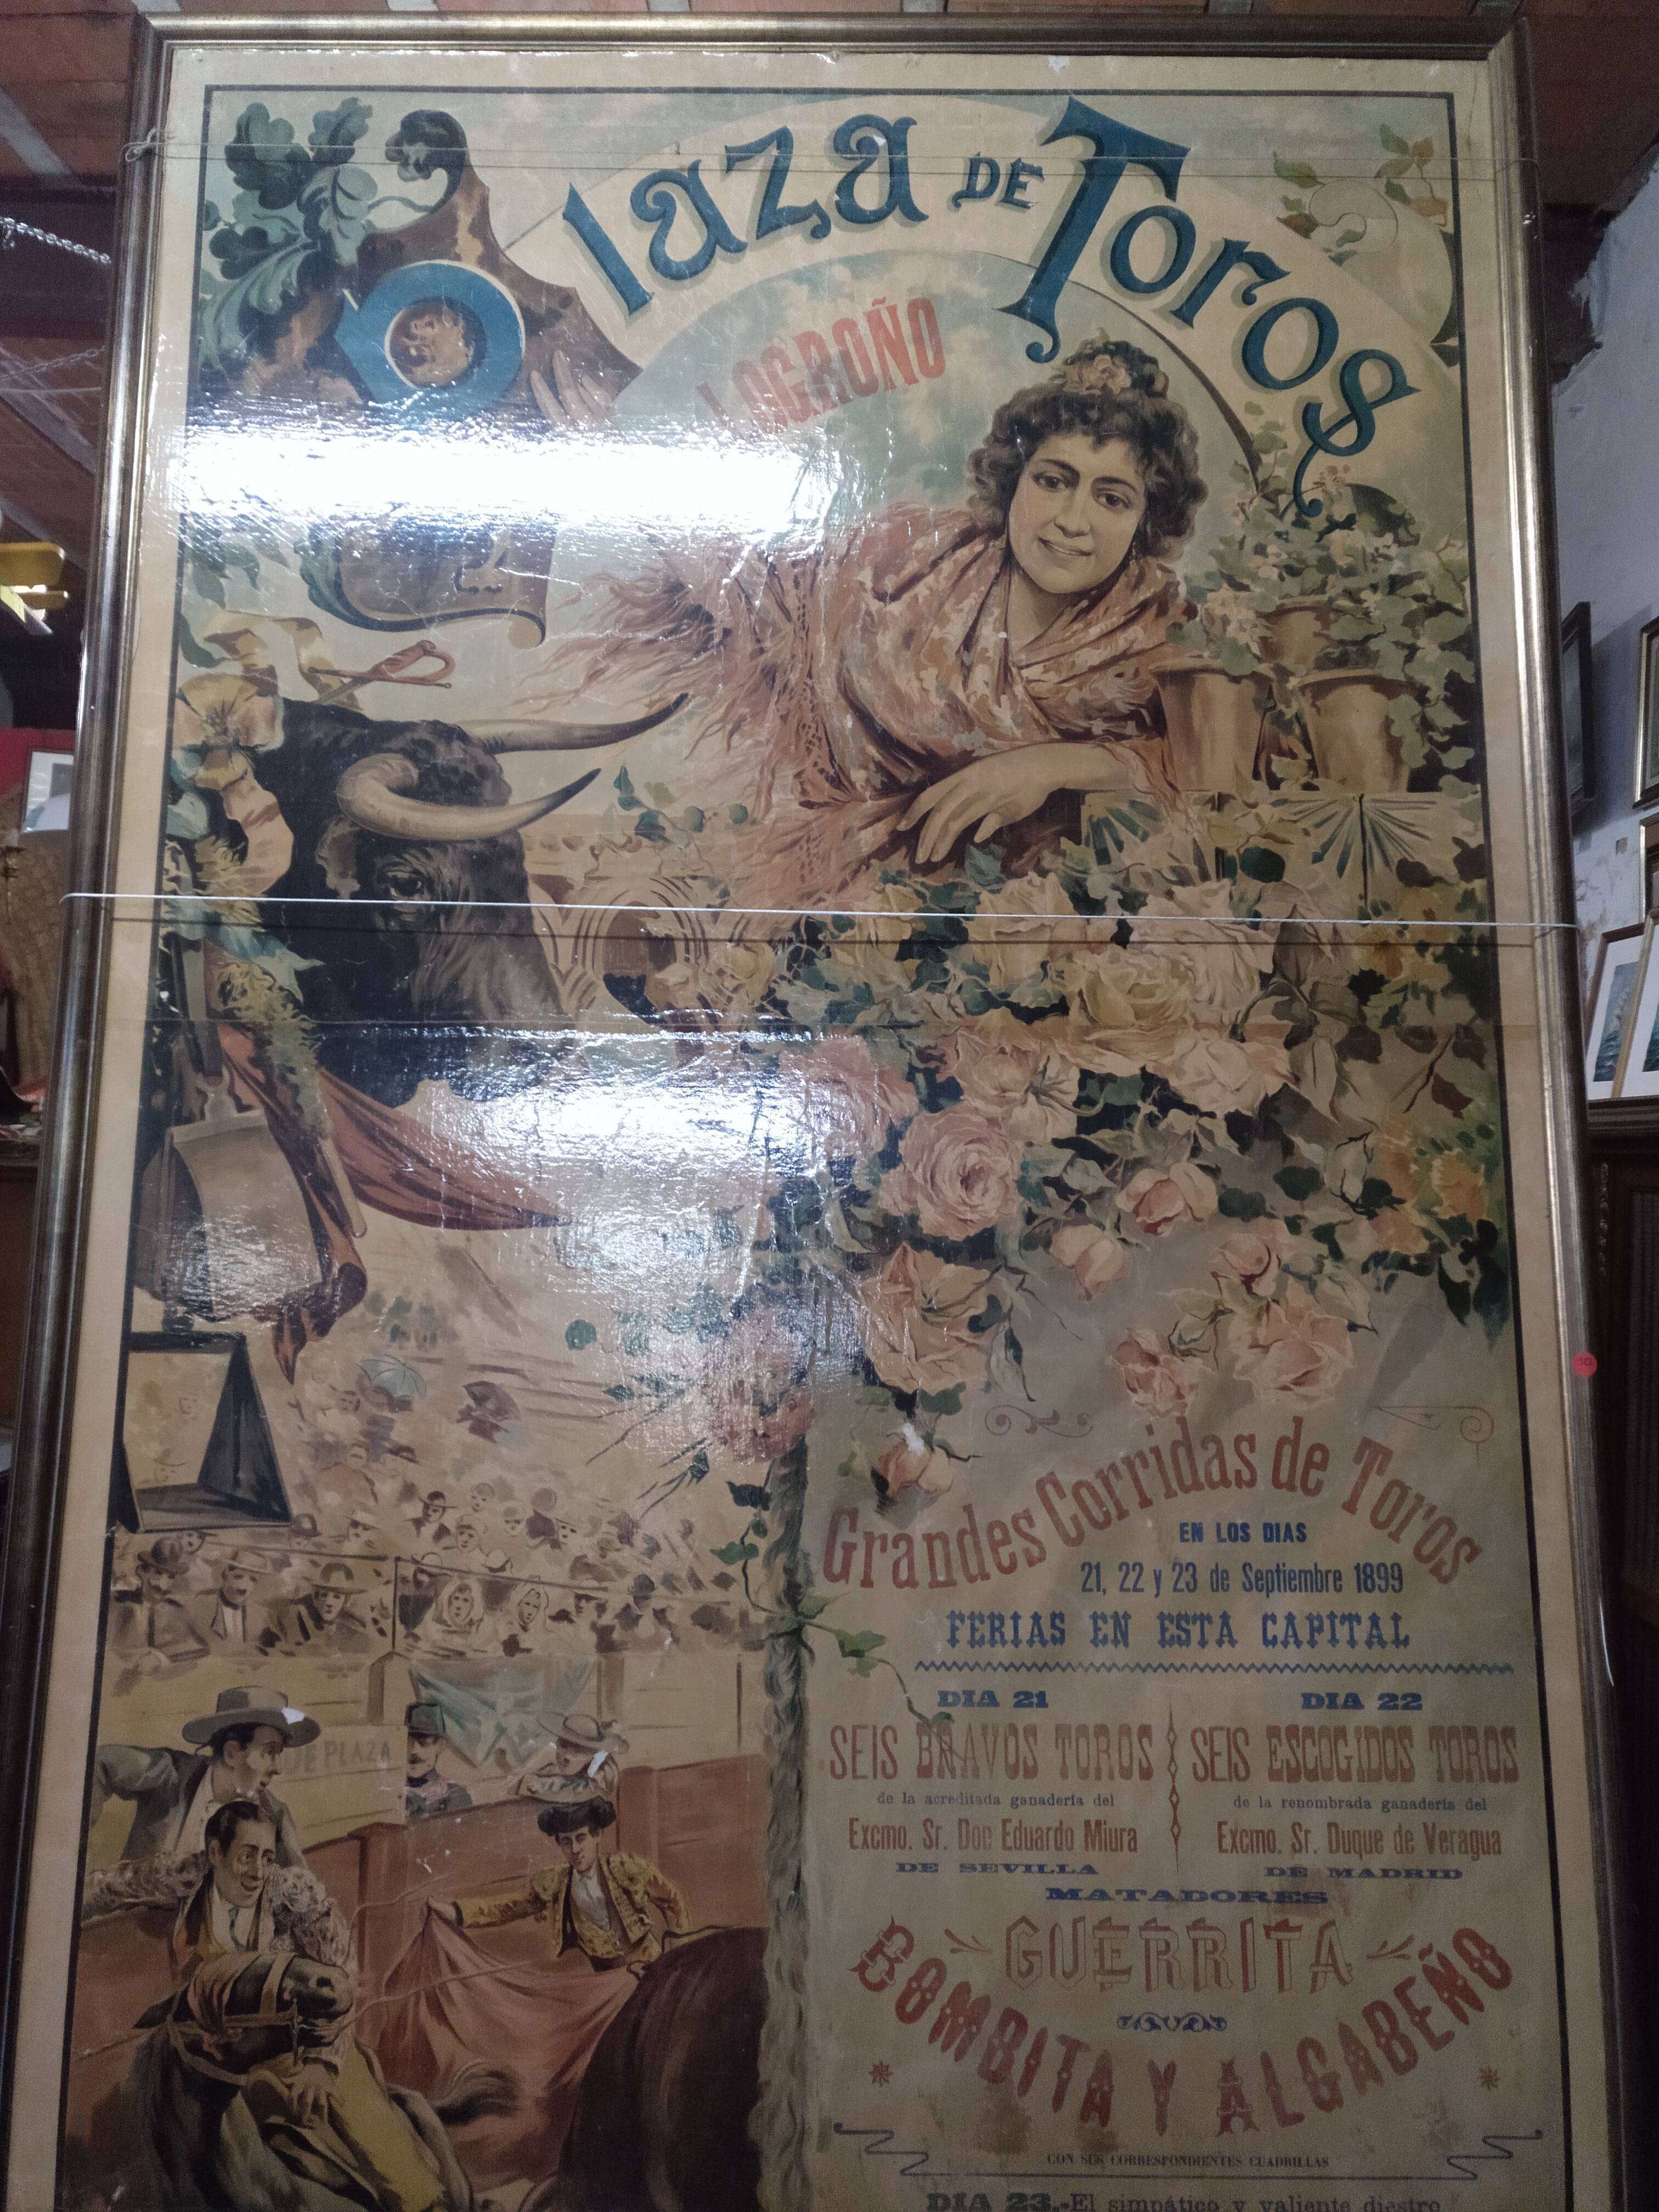 Plaza DE Toros
LOGROÑO
Grandes Corridas de Toros
EN LOS DIAS
21, 22 y 23 de Septiembre 1899
FERIAS EN ESTA CAPITAL
DIA 21
SEIS BRAVOS TOROS
de la acreditada ganadería del
Excmo. Sr. Don Eduardo Miura
DE SEVILLA
DIA 22
SEIS ESCOGIDOS TOROS
de la renombrada ganadería del
Excmo. Sr. Duque de Veragua
DE MADRID
MATADORES
GUERRITA
BOMBITA Y ALGABEÑO
CON SUS CORRESPONDIENTES CUADRILLAS
DIA 23.-El simpático y valiente diestro
DE PLAZA